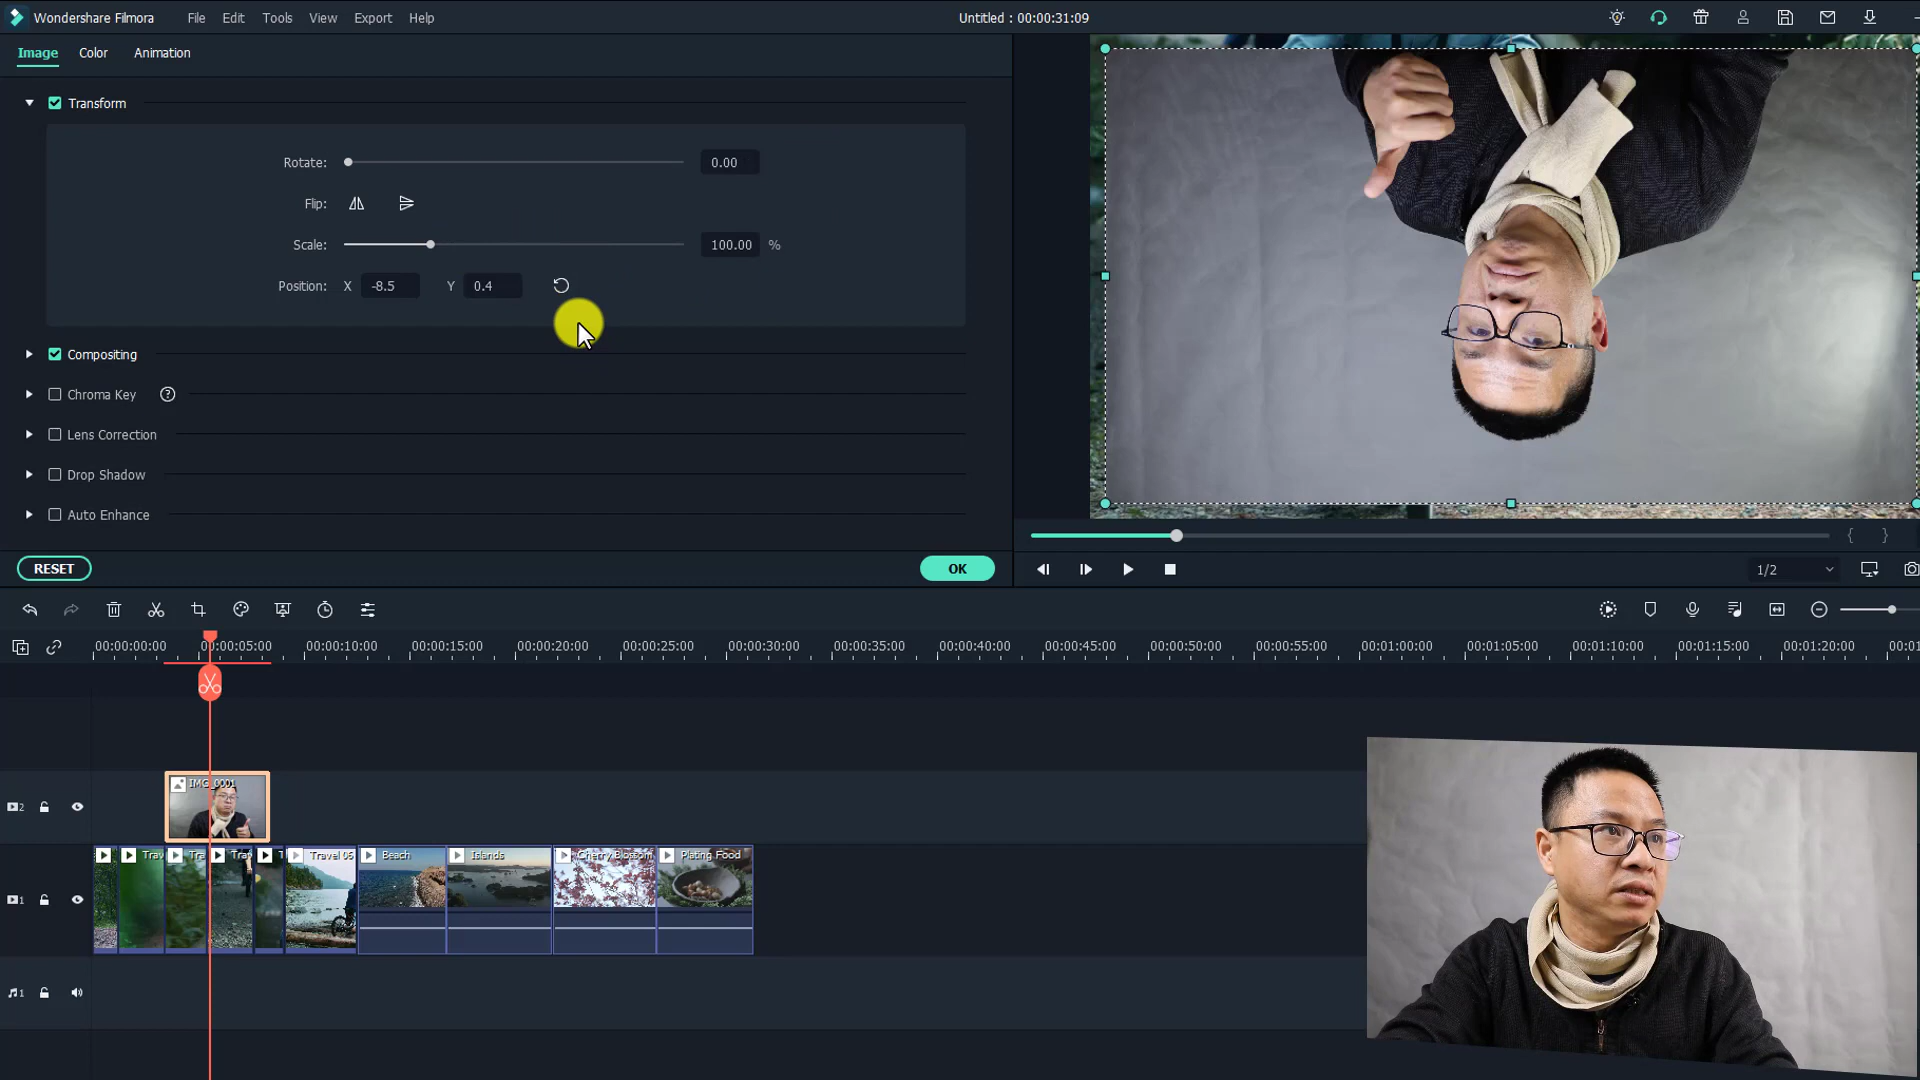 Wondershare Filmora File Edit Tools View Export Help Untitled : 00:00:31:09
Image Color Animation
Transform
Rotate: 0.00
Flip:
Scale: 100.00 %
Position: X -8.5 Y 0.4
Compositing
Chroma Key ?
Lens Correction
Drop Shadow
Auto Enhance
RESET OK
{ }
1/2
00:00:00:00 00:00:05:00 00:00:10:00 00:00:15:00 00:00:20:00 00:00:25:00 00:00:30:00 00:00:35:00 00:00:40:00 00:00:45:00 00:00:50:00 00:00:55:00 00:01:00:00 00:01:05:00 00:01:10:00 00:01:15:00 00:01:20:00 00:01
IMG_0001
2
Trav Tra Trav T Travel 05 Beach Islands Cherry Blossom Plating Food
1
1